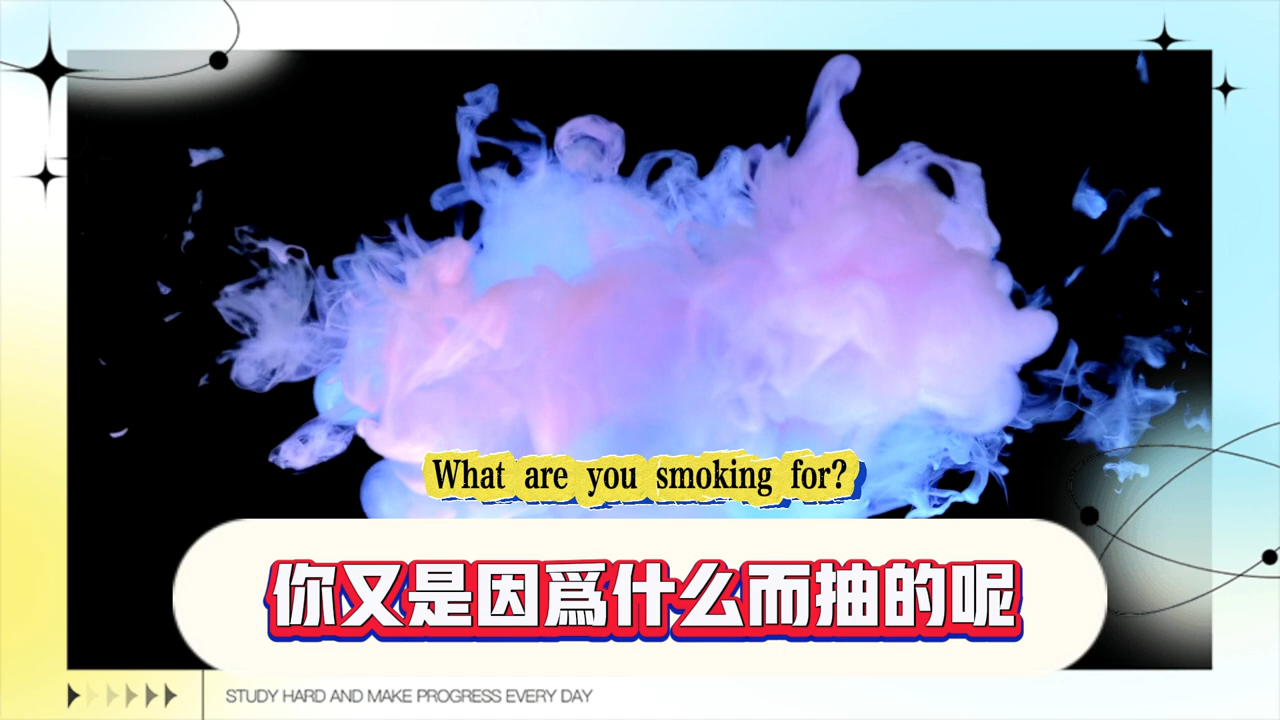 What are you smoking for?
你又是因爲什么而抽的呢
STUDY HARD AND MAKE PROGRESS EVERY DAY